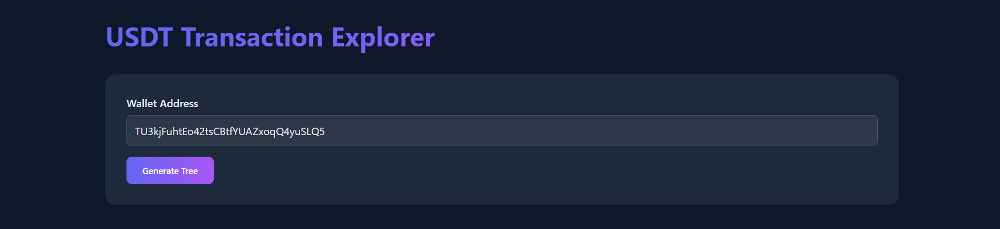 USDT Transaction Explorer
Wallet Address
TU3kjFuhtEo42tsCBtfYUAZxoqQ4yuSLQ5
Generate Tree